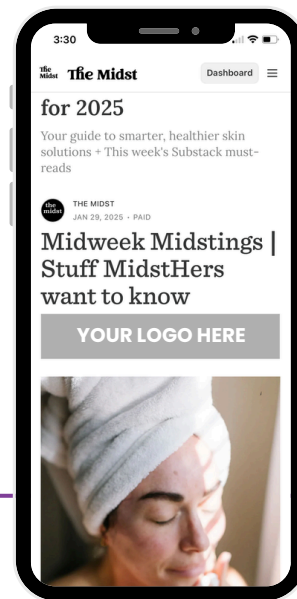 3:30
The Midst The Midst Dashboard
for 2025
Your guide to smarter, healthier skin
solutions + This week's Substack must-
reads
the midst THE MIDST
JAN 29, 2025 • PAID
Midweek Midstings |
Stuff MidstHers
want to know
YOUR LOGO HERE